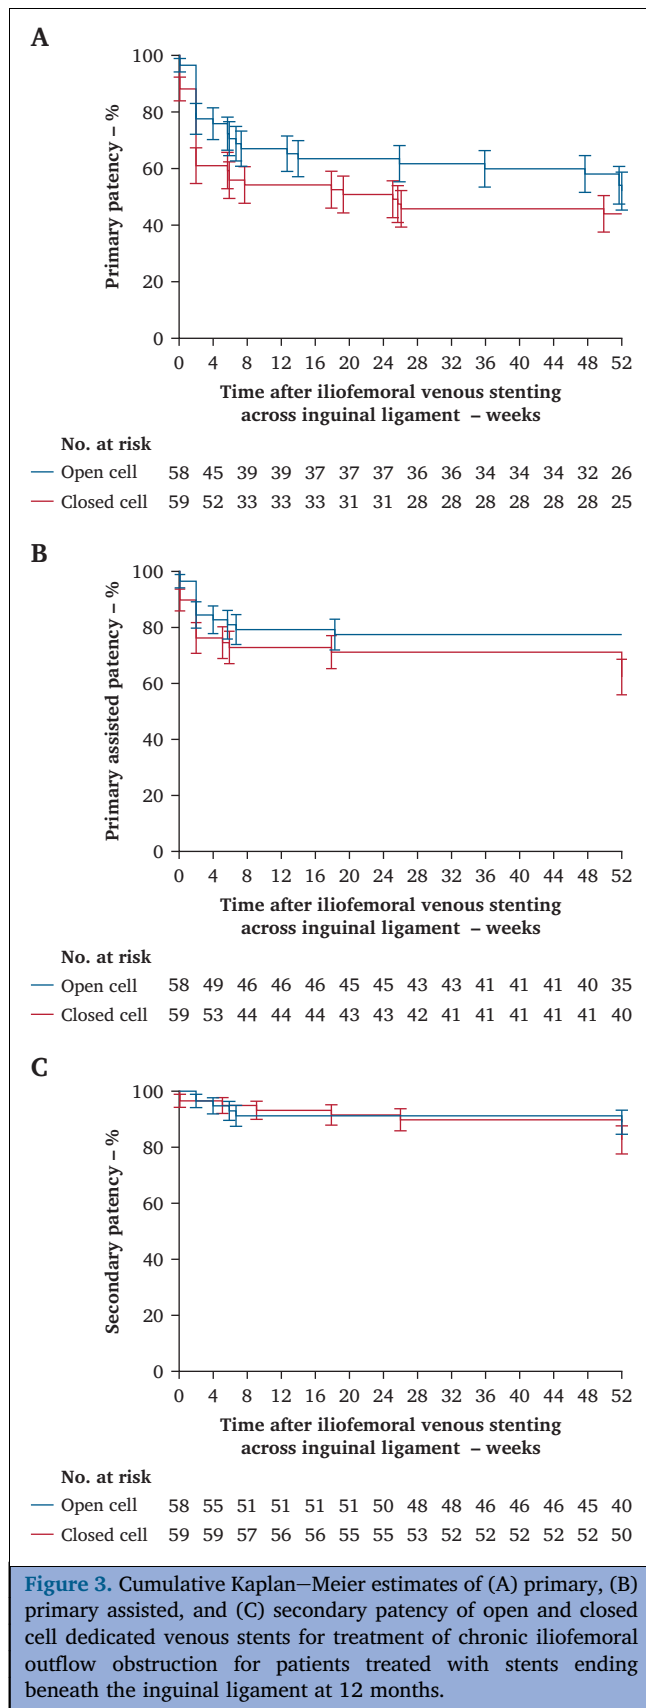 A
Primary patency – %
100
80
60
40
20
0
0 4 8 12 16 20 24 28 32 36 40 44 48 52
Time after iliofemoral venous stenting
across inguinal ligament – weeks
No. at risk
Open cell 58 45 39 39 37 37 37 36 36 34 34 34 32 26
Closed cell 59 52 33 33 33 31 31 28 28 28 28 28 28 25
B
Primary assisted patency – %
100
80
60
40
20
0
0 4 8 12 16 20 24 28 32 36 40 44 48 52
Time after iliofemoral venous stenting
across inguinal ligament – weeks
No. at risk
Open cell 58 49 46 46 46 45 45 43 43 41 41 41 40 35
Closed cell 59 53 44 44 44 43 43 42 41 41 41 41 41 40
C
Secondary patency – %
100
80
60
40
20
0
0 4 8 12 16 20 24 28 32 36 40 44 48 52
Time after iliofemoral venous stenting
across inguinal ligament – weeks
No. at risk
Open cell 58 55 51 51 51 51 50 48 48 46 46 46 45 40
Closed cell 59 59 57 56 56 55 55 53 52 52 52 52 52 50
Figure 3. Cumulative Kaplan–Meier estimates of (A) primary, (B)
primary assisted, and (C) secondary patency of open and closed
cell dedicated venous stents for treatment of chronic iliofemoral
outflow obstruction for patients treated with stents ending
beneath the inguinal ligament at 12 months.